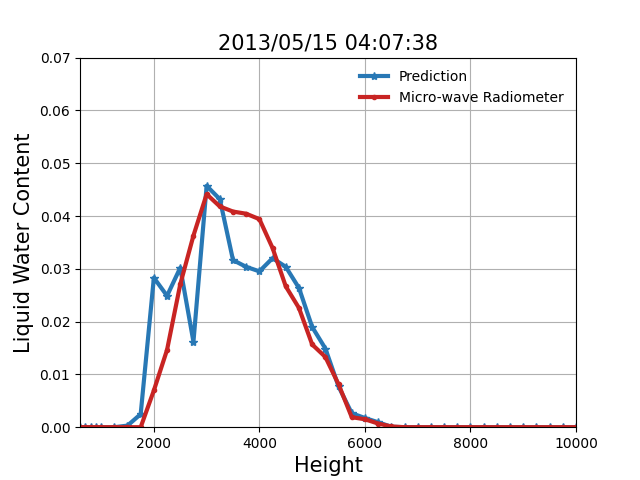 2013/05/15 04:07:38
0.07
0.06
0.05
0.04
0.03
0.02
0.01
0.00
Liquid Water Content
Prediction
Micro-wave Radiometer
2000 4000 6000 8000 10000
Height